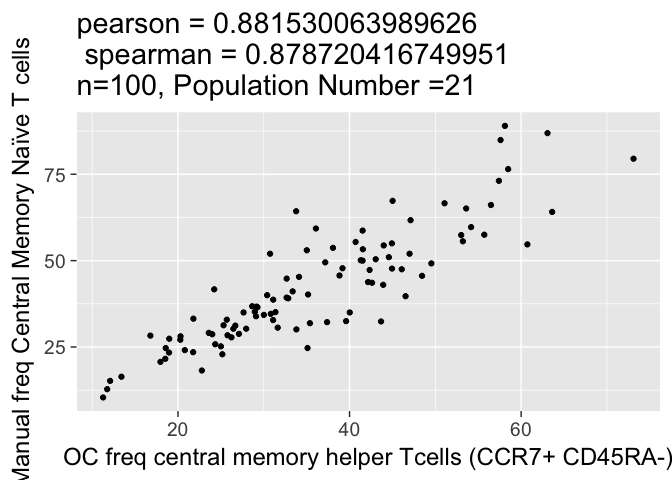 pearson = 0.881530063989626
spearman = 0.878720416749951
n=100, Population Number =21
Manual freq Central Memory Naïve T cells
75
50
25
20
40
60
OC freq central memory helper Tcells (CCR7+ CD45RA-)